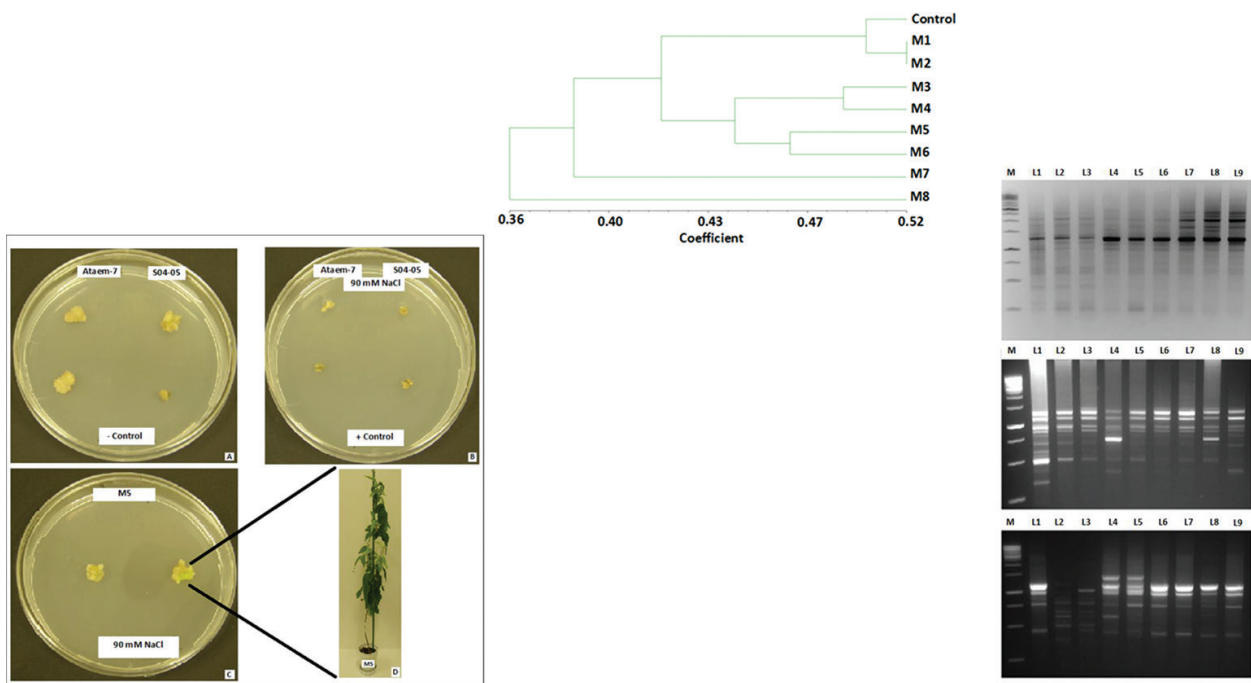 Control
M1
M2
M3
M4
M5
M6
M7
M8
0.36 0.40 0.43 0.47 0.52
Coefficient
Ataem-7 S04-05
- Control
A
Ataem-7 S04-05
90 mM NaCl
+ Control
B
M5
90 mM NaCl
C
M5
D
M L1 L2 L3 L4 L5 L6 L7 L8 L9
M L1 L2 L3 L4 L5 L6 L7 L8 L9
M L1 L2 L3 L4 L5 L6 L7 L8 L9